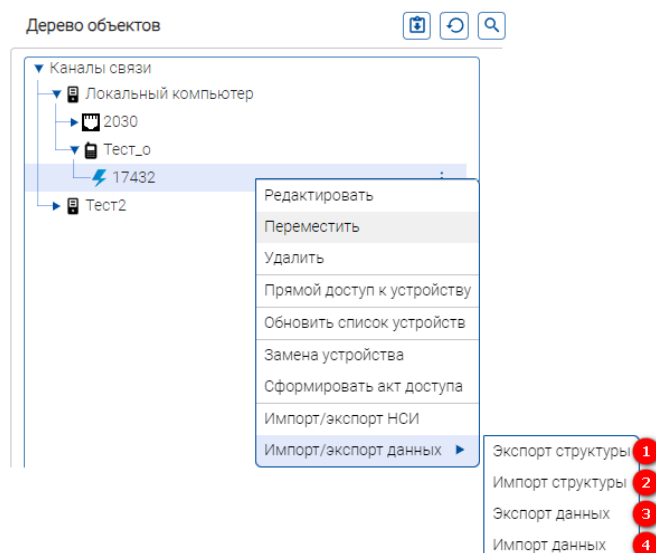 Дерево объектов
Каналы связи
Локальный компьютер
2030
Тест_о
17432
Тест2
Редактировать
Переместить
Удалить
Прямой доступ к устройству
Обновить список устройств
Замена устройства
Сформировать акт доступа
Импорт/экспорт НСИ
Импорт/экспорт данных
Экспорт структуры 1
Импорт структуры 2
Экспорт данных 3
Импорт данных 4